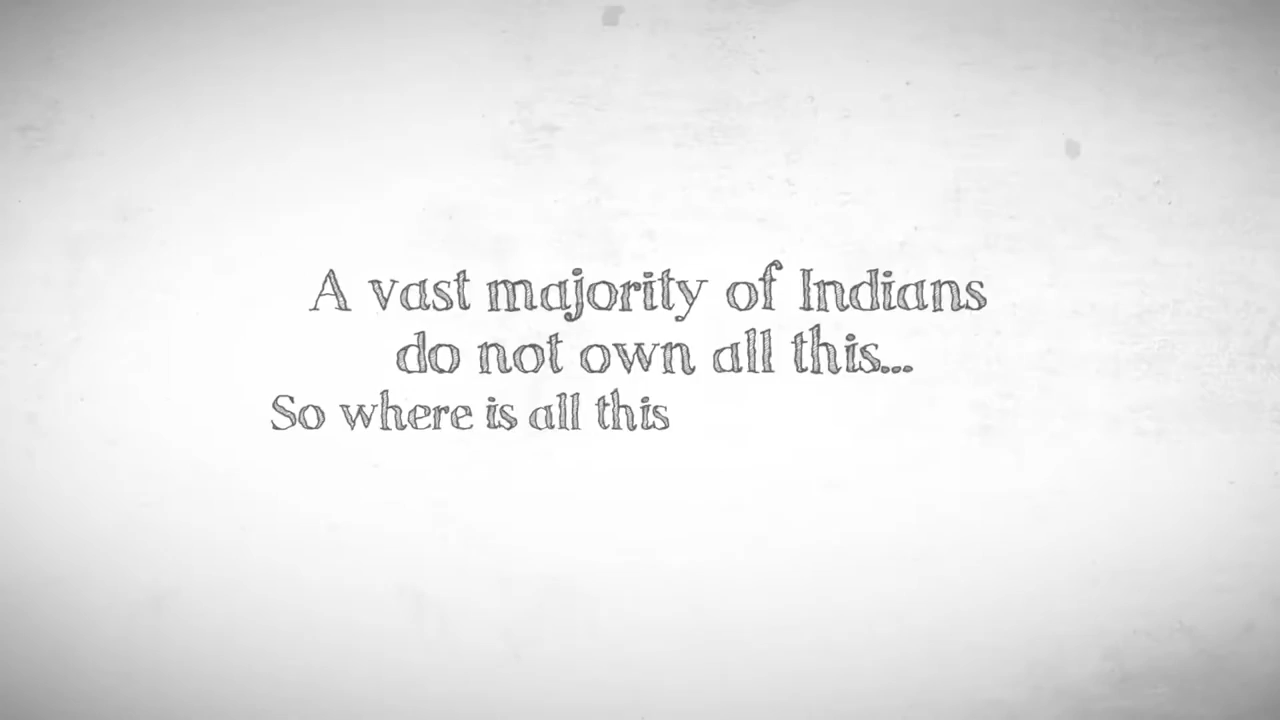 A vast majority of Indians
do not own all this...
So where is all this